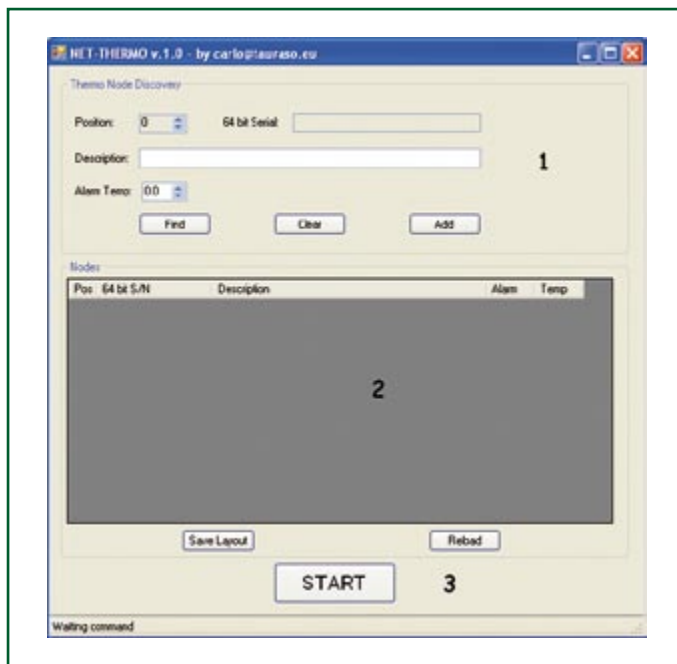 NET-THERMO v.1.0 - by carlo@tauraso.eu
Thermo Node Discovery
Position: 0 64 bit Serial:
Description: 1
Alarm Temp: 0.0
Find Clear Add
Nodes
Pos 64 bit S/N Description Alarm Temp
2
Save Layout Reload
START 3
Waiting command